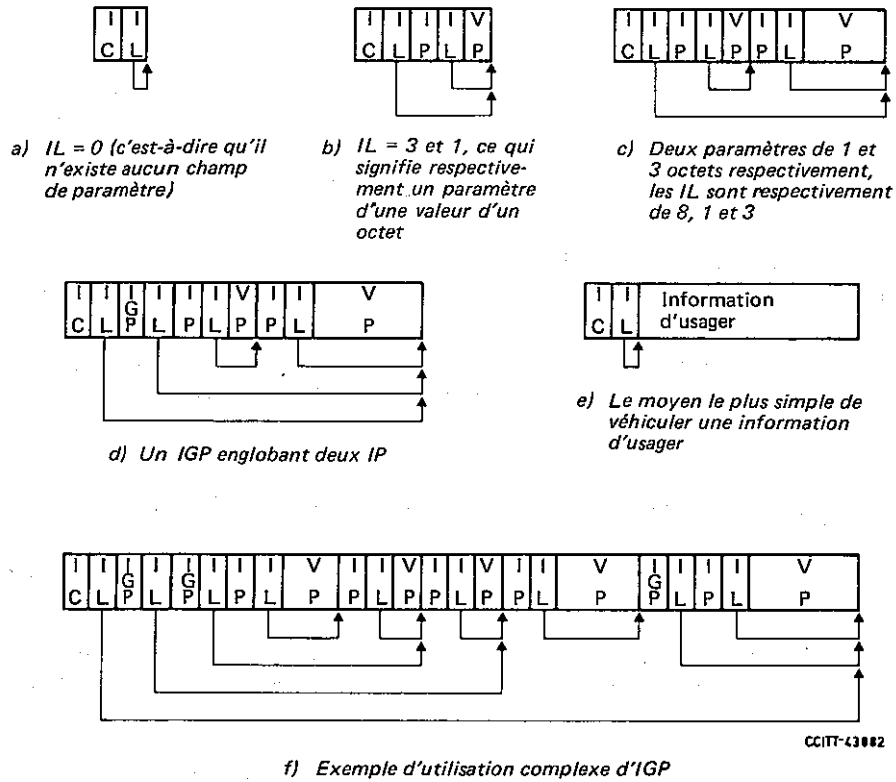 I I
C L
I I I I V
C L P L P
I I I I V I I V
C L P L P P L P
a) IL = 0 (c'est-à-dire qu'il
n'existe aucun champ
de paramètre)
b) IL = 3 et 1, ce qui
signifie respective-
ment un paramètre
d'une valeur d'un
octet
c) Deux paramètres de 1 et
3 octets respectivement,
les IL sont respectivement
de 8, 1 et 3
I I I I I I V I I V
G
C L P L P L P P L P
d) Un IGP englobant deux IP
I I
C L
Information
d'usager
e) Le moyen le plus simple de
véhiculer une information
d'usager
I I I I I I I I V I I V I I V I I V I I I I V
G G G
C L P L P L P L P P L P P L P P L P P L P L P
CCITT-43882
f) Exemple d'utilisation complexe d'IGP